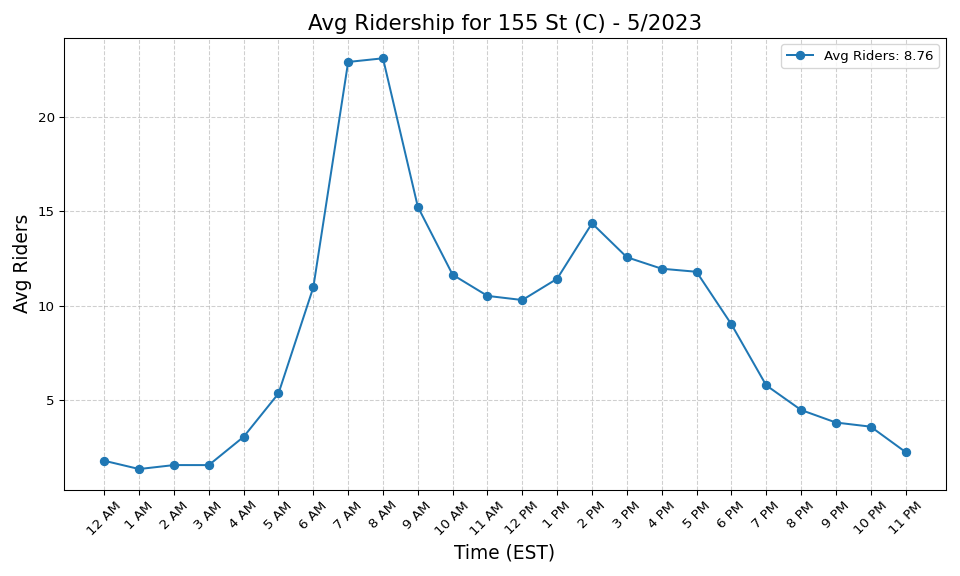 Avg Ridership for 155 St (C) - 5/2023
Avg Riders: 8.76
Avg Riders
20
15
10
5
12 AM
1 AM
2 AM
3 AM
4 AM
5 AM
6 AM
7 AM
8 AM
9 AM
10 AM
11 AM
12 PM
1 PM
2 PM
3 PM
4 PM
5 PM
6 PM
7 PM
8 PM
9 PM
10 PM
11 PM
Time (EST)